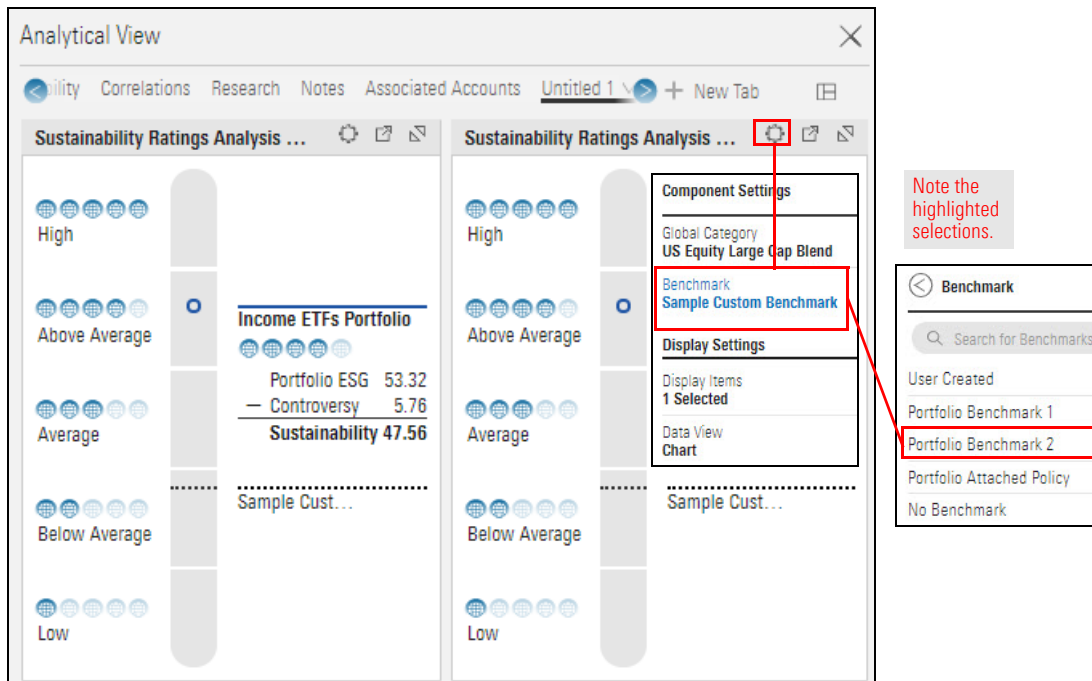 Analytical View
bility Correlations Research Notes Associated Accounts Untitled 1 New Tab
Sustainability Ratings Analysis ...
High
Above Average
Average
Below Average
Low
Income ETFs Portfolio
Portfolio ESG 53.32
— Controversy 5.76
Sustainability 47.56
Sample Cust...
Sustainability Ratings Analysis ...
High
Above Average
Average
Below Average
Low
Component Settings
Global Category
US Equity Large Cap Blend
Benchmark
Sample Custom Benchmark
Display Settings
Display Items
1 Selected
Data View
Chart
Sample Cust...
Note the
highlighted
selections.
Benchmark
Search for Benchmarks
User Created
Portfolio Benchmark 1
Portfolio Benchmark 2
Portfolio Attached Policy
No Benchmark